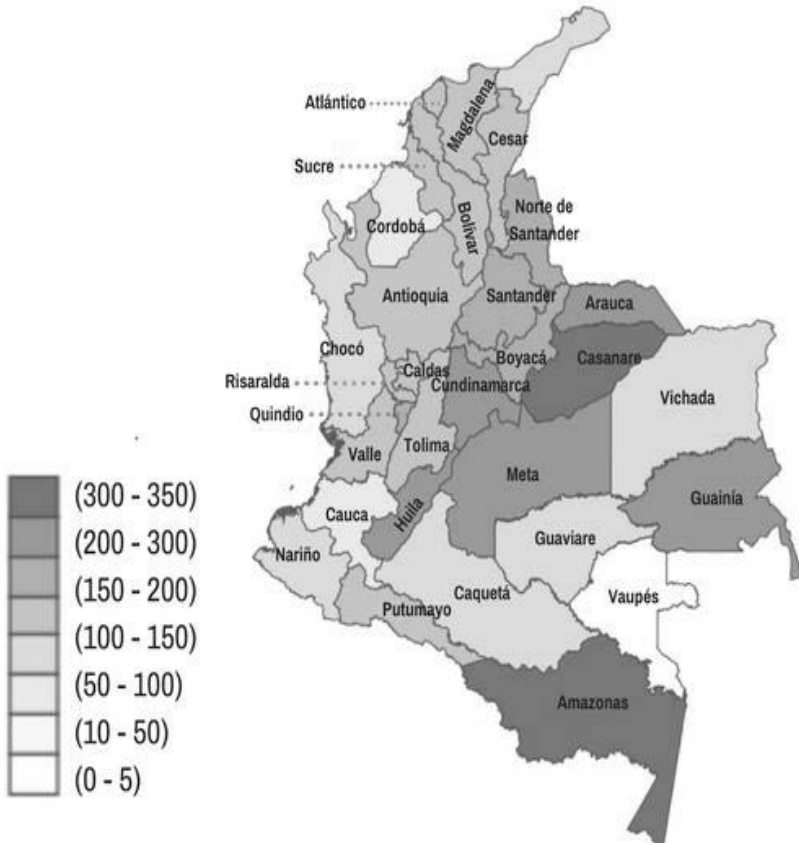 Atlántico
Magdalena
Cesar
Sucre
Cordobá
Bolívar
Norte de
Santander
Antioquia
Santander
Arauca
Chocó
Boyacá
Casanare
Caldas
Risaralda
Cundinamarca
Vichada
Quindio
Valle
Tolima
Meta
Guainía
Huila
Cauca
Guaviare
Nariño
Caquetá
Vaupés
Putumayo
Amazonas
(300 - 350)
(200 - 300)
(150 - 200)
(100 - 150)
(50 - 100)
(10 - 50)
(0 - 5)